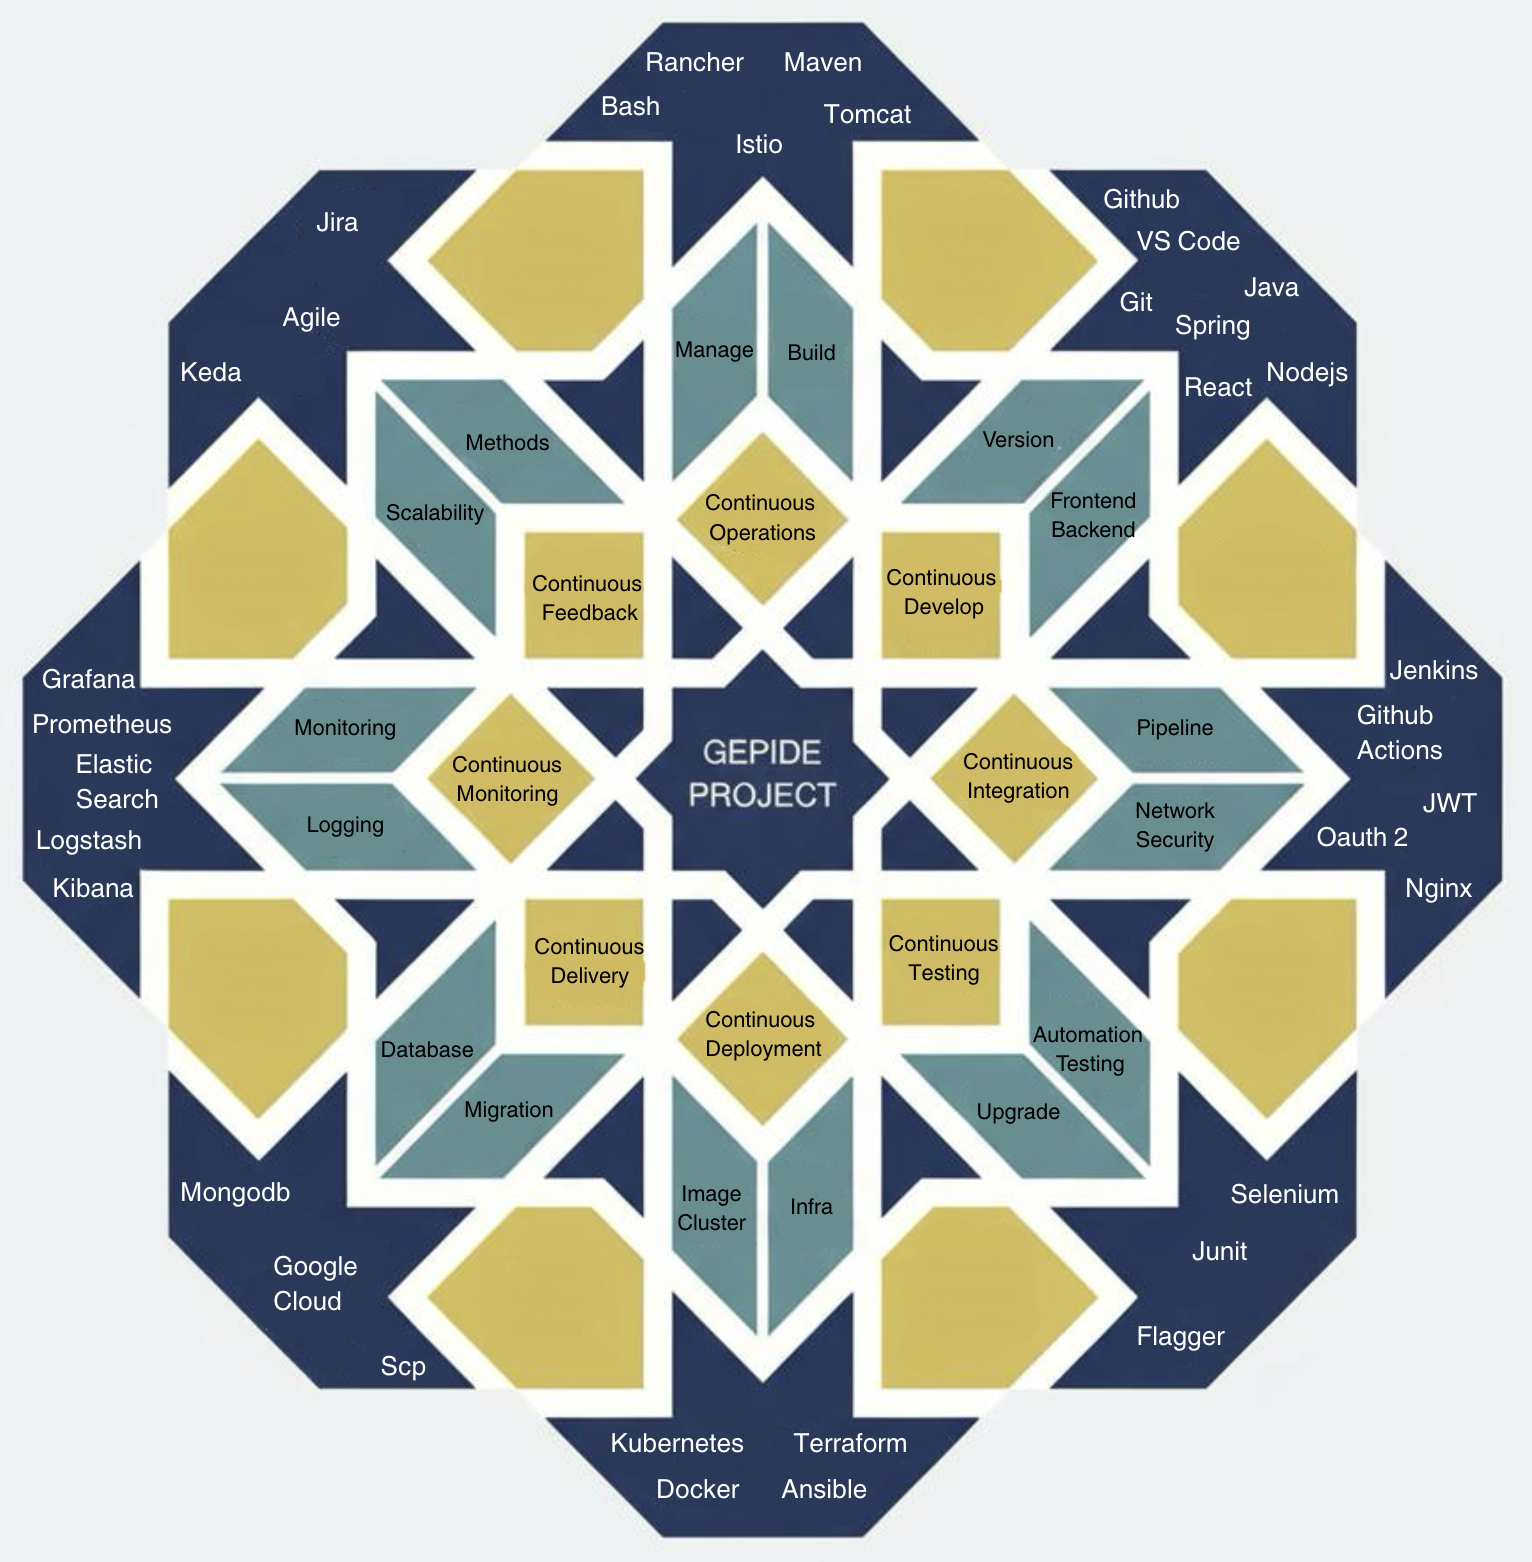 Rancher
Maven
Bash
Tomcat
Istio
Jira
Agile
Keda
Github
VS Code
Java
Git
Spring
Nodejs
React
Manage
Build
Methods
Scalability
Version
Frontend
Backend
Continuous
Operations
Continuous
Feedback
Continuous
Develop
Grafana
Prometheus
Elastic
Search
Logstash
Kibana
Monitoring
Logging
Continuous
Monitoring
GEPIDE
PROJECT
Continuous
Integration
Pipeline
Network
Security
Jenkins
Github
Actions
JWT
Oauth 2
Nginx
Continuous
Delivery
Continuous
Testing
Continuous
Deployment
Database
Migration
Automation
Testing
Upgrade
Image
Cluster
Infra
Mongodb
Google
Cloud
Scp
Selenium
Junit
Flagger
Kubernetes
Terraform
Docker
Ansible